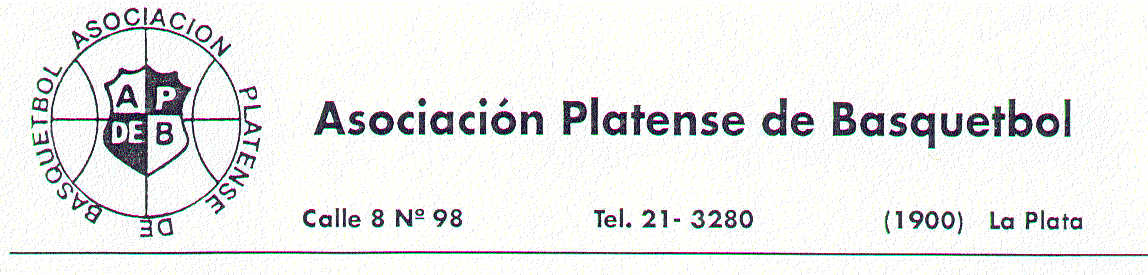 ASOCIACION PLATENSE DE BASQUETBOL
A P
DE B
Asociación Platense de Basquetbol
Calle 8 Nº 98 Tel. 21- 3280 (1900) La Plata